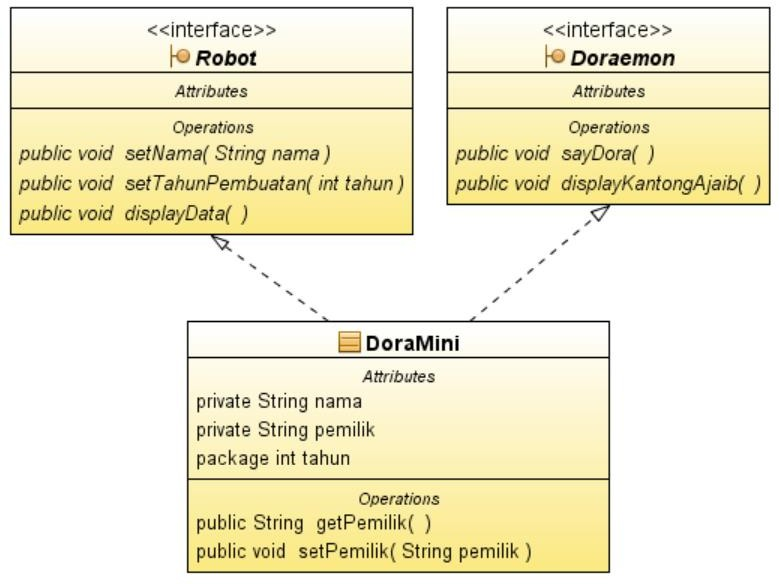 <<interface>>
Robot
Attributes
Operations
public void setNama( String nama )
public void setTahunPembuatan( int tahun )
public void displayData( )
<<interface>>
Doraemon
Attributes
Operations
public void sayDora( )
public void displayKantongAjaib( )
DoraMini
Attributes
private String nama
private String pemilik
package int tahun
Operations
public String getPemilik( )
public void setPemilik( String pemilik )